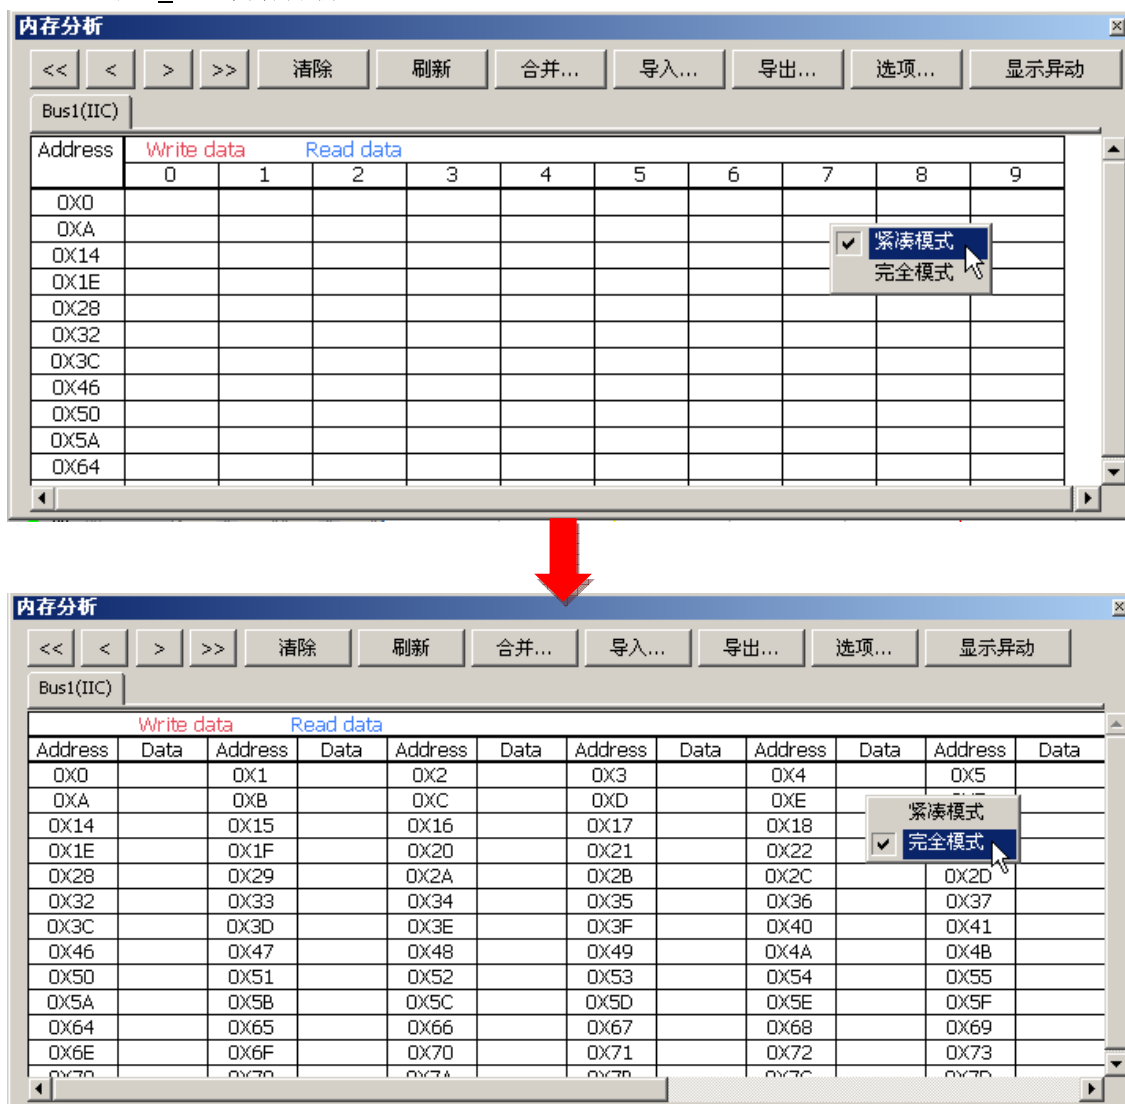 内存分析
<< < > >> 清除 刷新 合并... 导入... 导出... 选项... 显示异动
Bus1(IIC)
Address Write data Read data
0 1 2 3 4 5 6 7 8 9
0X0
0XA
0X14
0X1E
0X28
0X32
0X3C
0X46
0X50
0X5A
0X64
紧凑模式
完全模式
内存分析
<< < > >> 清除 刷新 合并... 导入... 导出... 选项... 显示异动
Bus1(IIC)
Write data Read data
Address Data Address Data Address Data Address Data Address Data Address Data
0X0 0X1 0X2 0X3 0X4 0X5
0XA 0XB 0XC 0XD 0XE
0X14 0X15 0X16 0X17 0X18
0X1E 0X1F 0X20 0X21 0X22
0X28 0X29 0X2A 0X2B 0X2C 0X2D
0X32 0X33 0X34 0X35 0X36 0X37
0X3C 0X3D 0X3E 0X3F 0X40 0X41
0X46 0X47 0X48 0X49 0X4A 0X4B
0X50 0X51 0X52 0X53 0X54 0X55
0X5A 0X5B 0X5C 0X5D 0X5E 0X5F
0X64 0X65 0X66 0X67 0X68 0X69
0X6E 0X6F 0X70 0X71 0X72 0X73
紧凑模式
完全模式